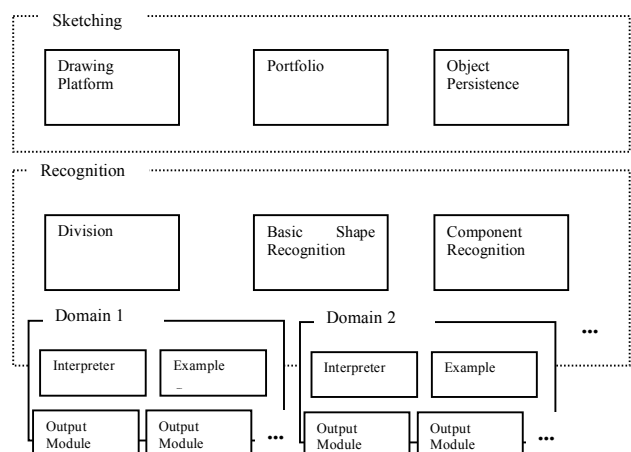 Sketching
Drawing
Platform
Portfolio
Object
Persistence
Recognition
Division
Basic Shape
Recognition
Component
Recognition
Domain 1
Domain 2
...
Interpreter
Example
Interpreter
Example
Output
Module
Output
Module
...
Output
Module
Output
Module
...